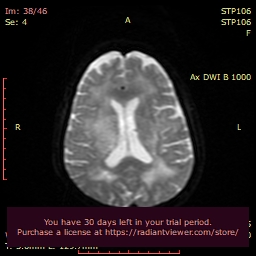 Im: 38/46
Se: 4
STP106
STP106
F
A
Ax DWI B 1000
R
L
You have 30 days left in your trial period.
Purchase a license at https://radiantviewer.com/store/